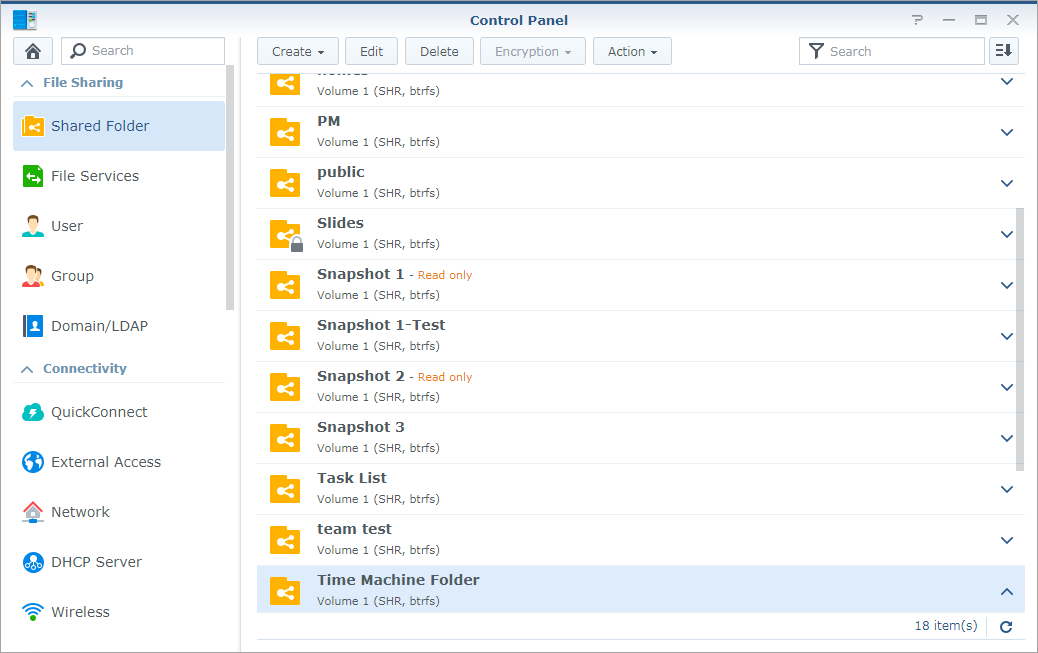 Control Panel
Search
Create
Edit
Delete
Encryption
Action
Search
File Sharing
Shared Folder
File Services
User
Group
Domain/LDAP
Connectivity
QuickConnect
External Access
Network
DHCP Server
Wireless
Volume 1 (SHR, btrfs)
PM
Volume 1 (SHR, btrfs)
public
Volume 1 (SHR, btrfs)
Slides
Volume 1 (SHR, btrfs)
Snapshot 1 - Read only
Volume 1 (SHR, btrfs)
Snapshot 1-Test
Volume 1 (SHR, btrfs)
Snapshot 2 - Read only
Volume 1 (SHR, btrfs)
Snapshot 3
Volume 1 (SHR, btrfs)
Task List
Volume 1 (SHR, btrfs)
team test
Volume 1 (SHR, btrfs)
Time Machine Folder
Volume 1 (SHR, btrfs)
18 item(s)